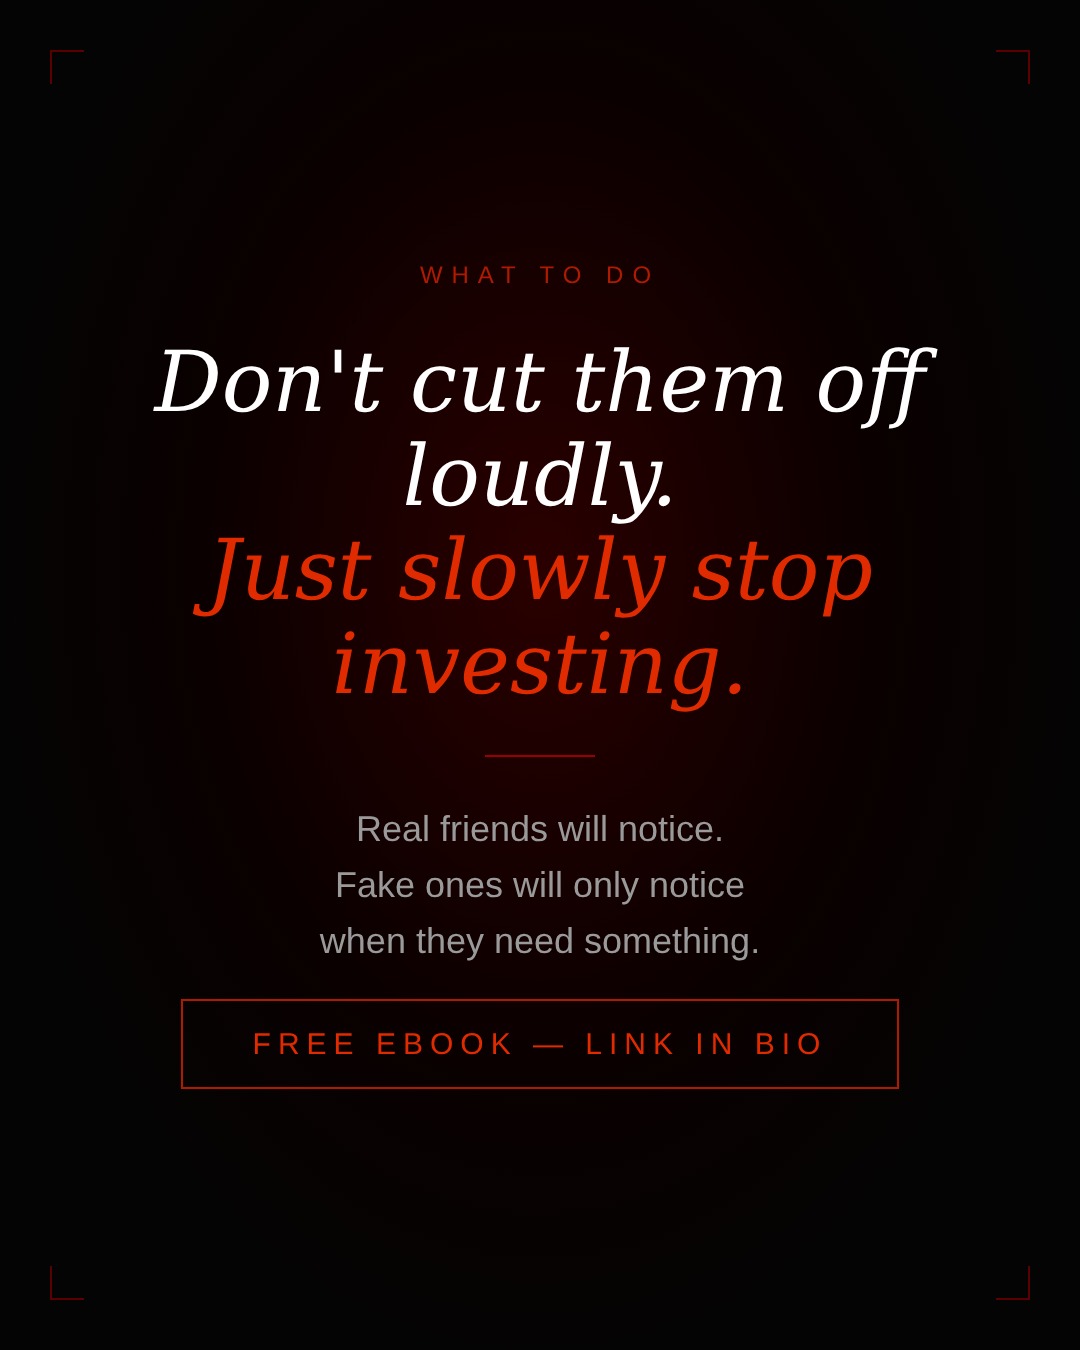 WHAT TO DO
Don't cut them off
loudly.
Just slowly stop
investing.
Real friends will notice.
Fake ones will only notice
when they need something.
FREE EBOOK — LINK IN BIO